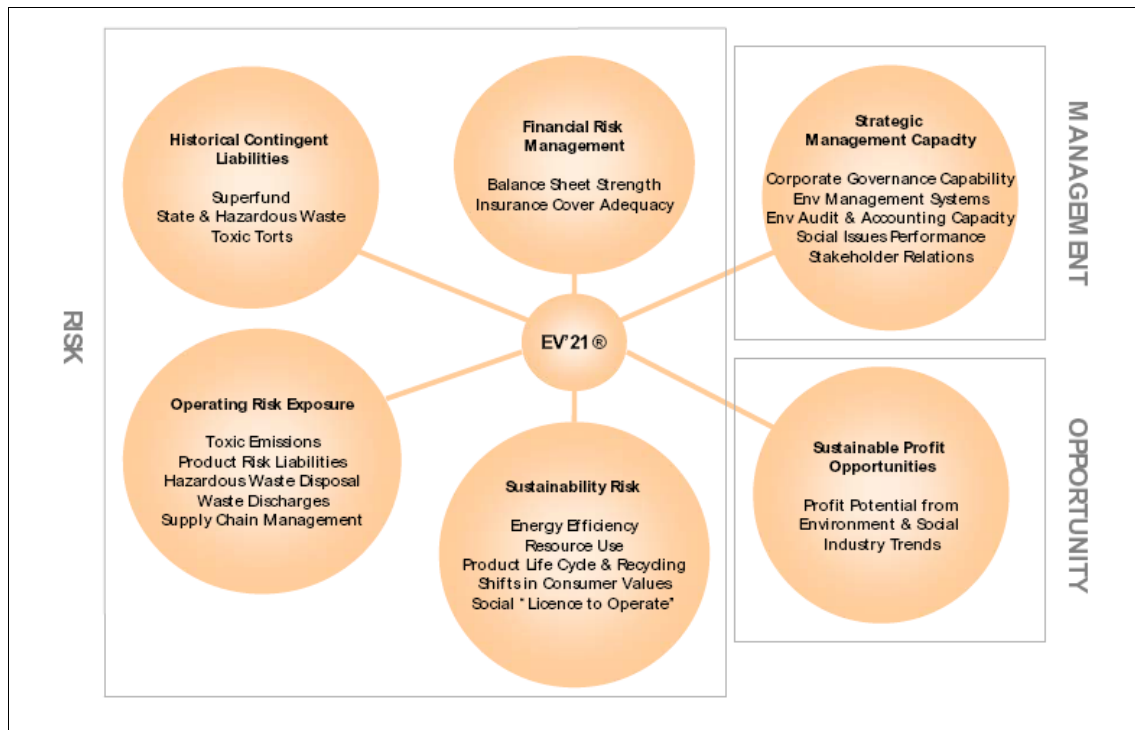 RISK
Historical Contingent
Liabilities
Superfund
State & Hazardous Waste
Toxic Torts
Financial Risk
Management
Balance Sheet Strength
Insurance Cover Adequacy
Strategic
Management Capacity
Corporate Governance Capability
Env Management Systems
Env Audit & Accounting Capacity
Social Issues Performance
Stakeholder Relations
MANAGEMENT
EV'21 ®
Operating Risk Exposure
Toxic Emissions
Product Risk Liabilities
Hazardous Waste Disposal
Waste Discharges
Supply Chain Management
Sustainability Risk
Energy Efficiency
Resource Use
Product Life Cycle & Recycling
Shifts in Consumer Values
Social "Licence to Operate"
Sustainable Profit
Opportunities
Profit Potential from
Environment & Social
Industry Trends
OPPORTUNITY